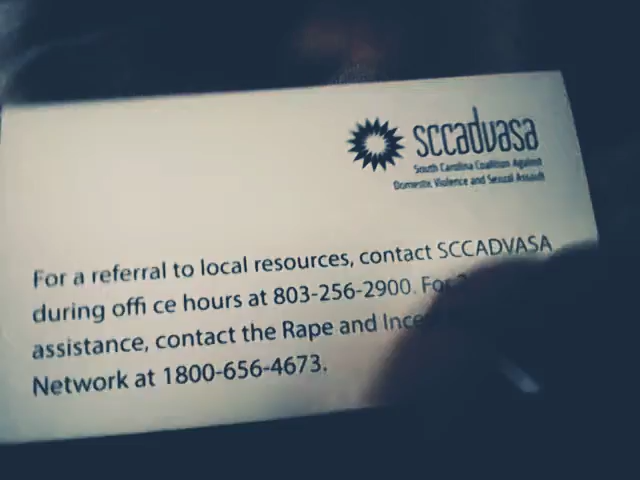 sccadvasa
South Carolina Coalition Against
Domestic Violence and Sexual Assault
For a referral to local resources, contact SCCADVASA
during offi ce hours at 803-256-2900. For
assistance, contact the Rape and
Network at 1800-656-4673.